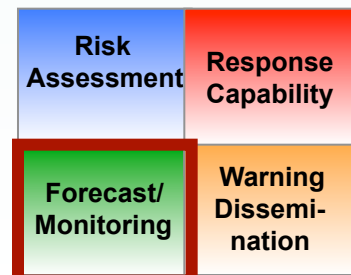 Risk
Assessment
Response
Capability
Forecast/
Monitoring
Warning
Dissemi-
nation